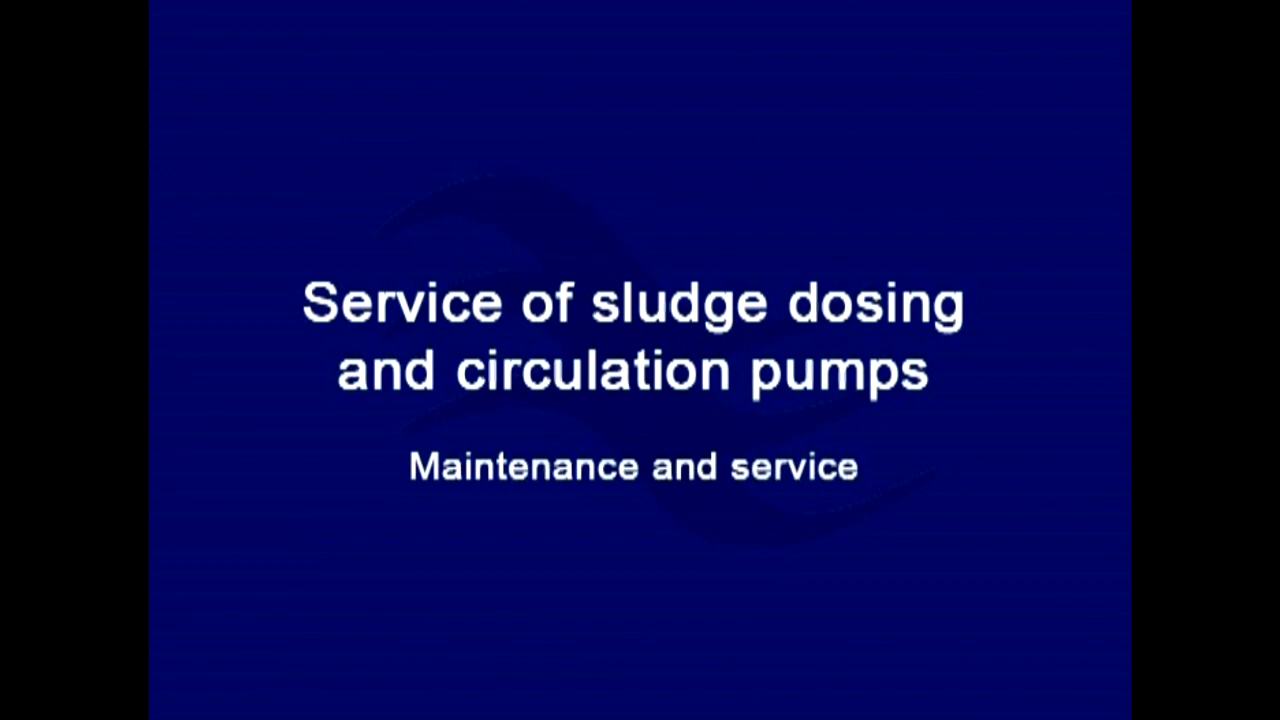 Service of sludge dosing
and circulation pumps
Maintenance and service